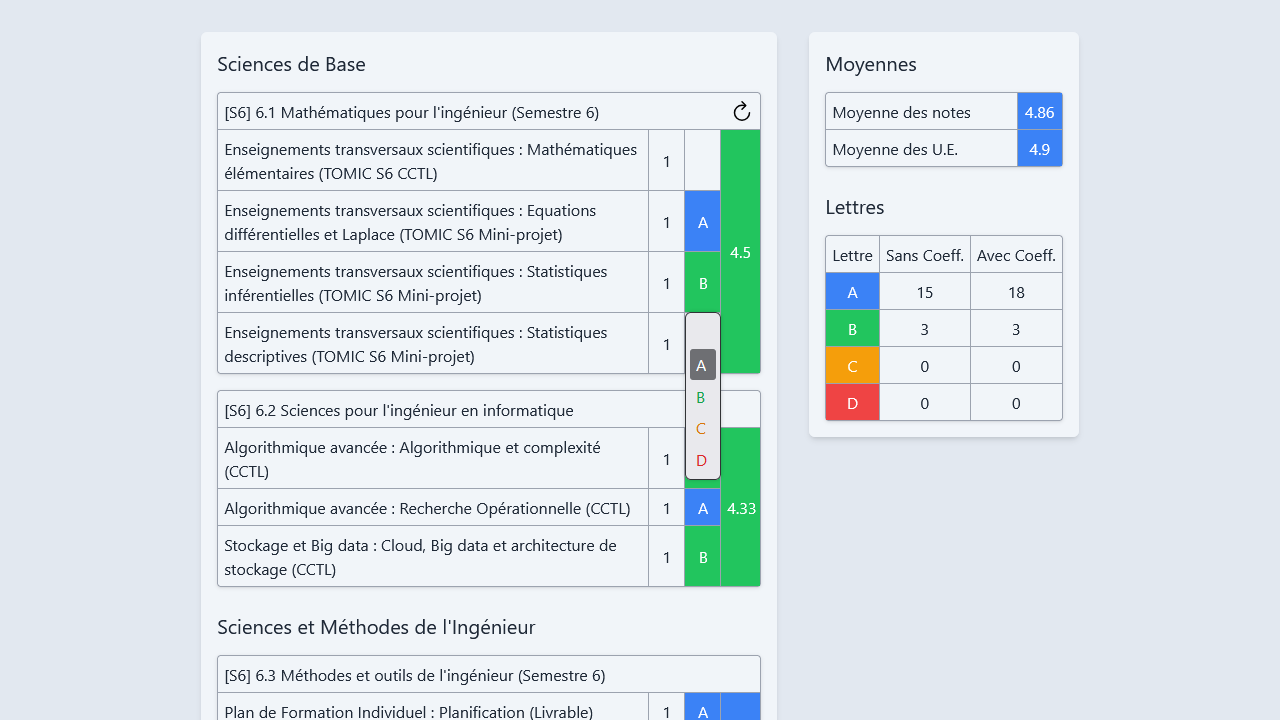 Sciences de Base
[S6] 6.1 Mathématiques pour l'ingénieur (Semestre 6)
Enseignements transversaux scientifiques : Mathématiques
élémentaires (TOMIC S6 CCTL)
1
Enseignements transversaux scientifiques : Equations
différentielles et Laplace (TOMIC S6 Mini-projet)
1
A
Enseignements transversaux scientifiques : Statistiques
inférentielles (TOMIC S6 Mini-projet)
1
B
Enseignements transversaux scientifiques : Statistiques
descriptives (TOMIC S6 Mini-projet)
1
4.5
A
B
C
D
[S6] 6.2 Sciences pour l'ingénieur en informatique
Algorithmique avancée : Algorithmique et complexité
(CCTL)
1
Algorithmique avancée : Recherche Opérationnelle (CCTL)
1
A
Stockage et Big data : Cloud, Big data et architecture de
stockage (CCTL)
1
B
4.33
Sciences et Méthodes de l'Ingénieur
[S6] 6.3 Méthodes et outils de l'ingénieur (Semestre 6)
Plan de Formation Individuel : Planification (Livrable)
1
A
Moyennes
Moyenne des notes 4.86
Moyenne des U.E. 4.9
Lettres
Lettre Sans Coeff. Avec Coeff.
A 15 18
B 3 3
C 0 0
D 0 0